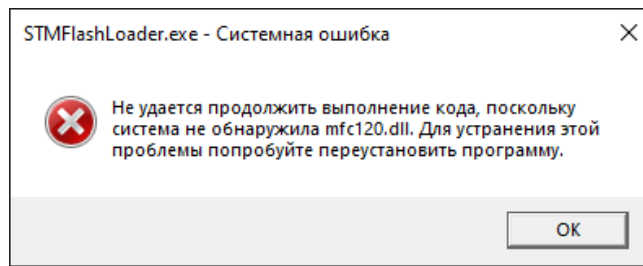 STMFlashLoader.exe - Системная ошибка
Не удается продолжить выполнение кода, поскольку
система не обнаружила mfc120.dll. Для устранения этой
проблемы попробуйте переустановить программу.
ОК